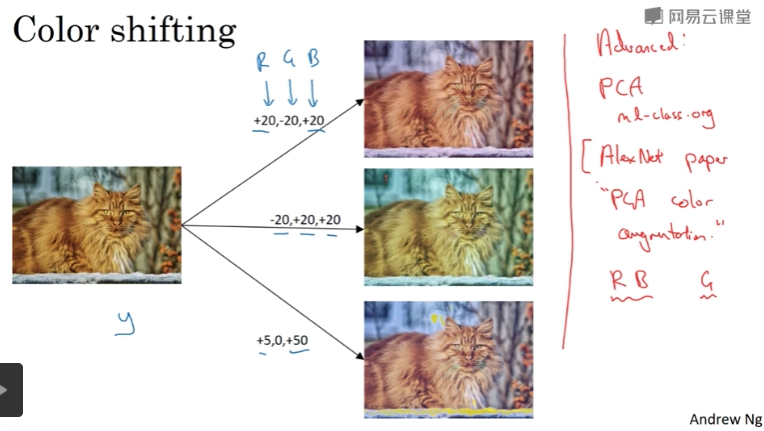 Color shifting
网易云课堂
R G B
+20,-20,+20
-20,+20,+20
+5,0,+50
y
Advanced:
PCA
ml-class.org
[AlexNet paper
"PCA color
augmentation."
R B G
Andrew Ng